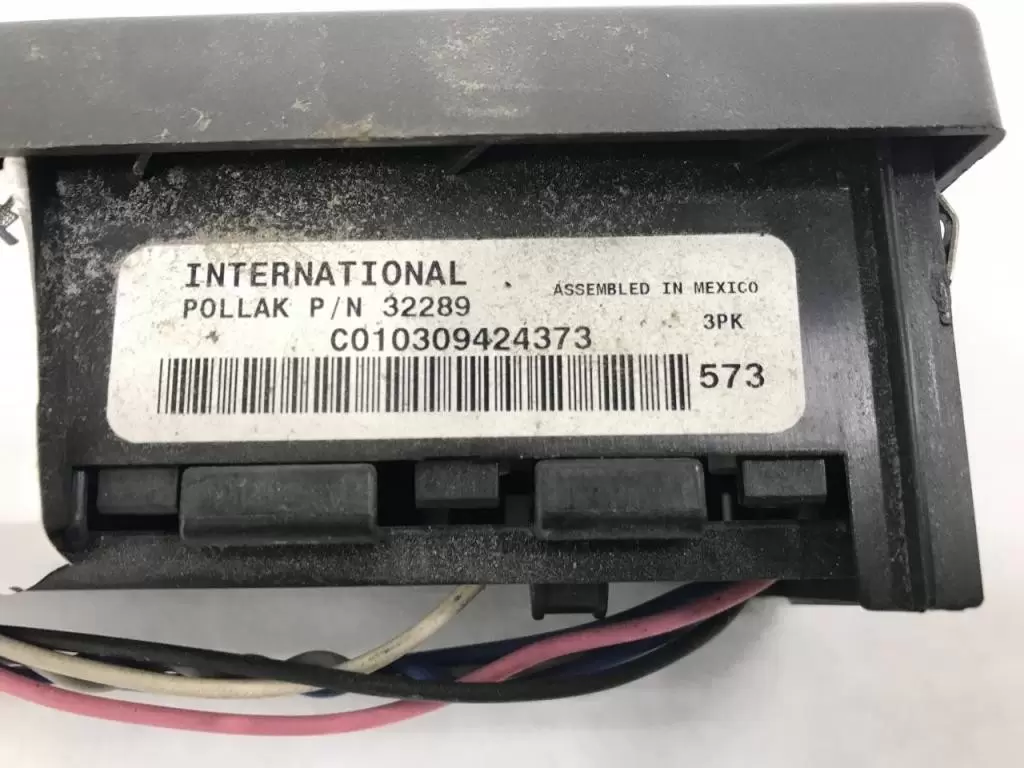 INTERNATIONAL
ASSEMBLED IN MEXICO
POLLAK P/N 32289
3PK
C010309424373
573